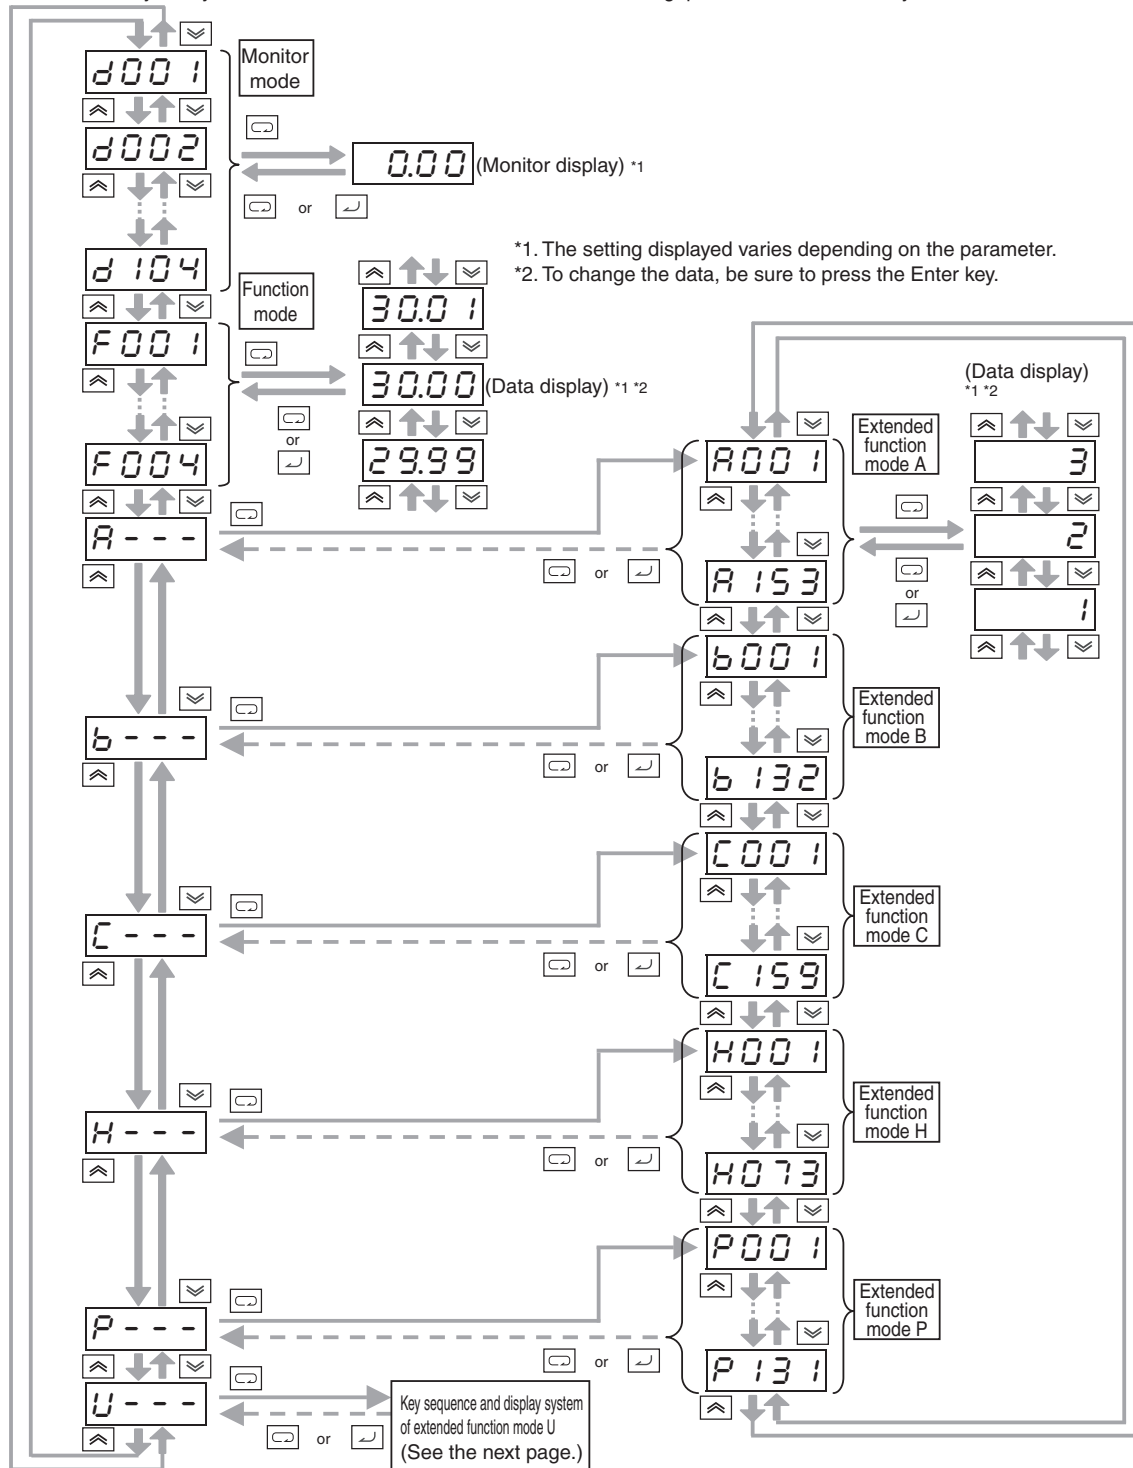 d001
Monitor
mode
d002
0.00 (Monitor display) *1
or
*1. The setting displayed varies depending on the parameter.
*2. To change the data, be sure to press the Enter key.
d104
Function
mode
30.01
F001
30.00 (Data display) *1 *2
or
F004
29.99
A---
or
b---
or
C---
or
H---
or
P---
or
U---
or
Key sequence and display system
of extended function mode U
(See the next page.)
A001
Extended
function
mode A
(Data display)
*1 *2
3
2
or
1
A153
b001
Extended
function
mode B
b132
C001
Extended
function
mode C
C159
H001
Extended
function
mode H
H073
P001
Extended
function
mode P
P131